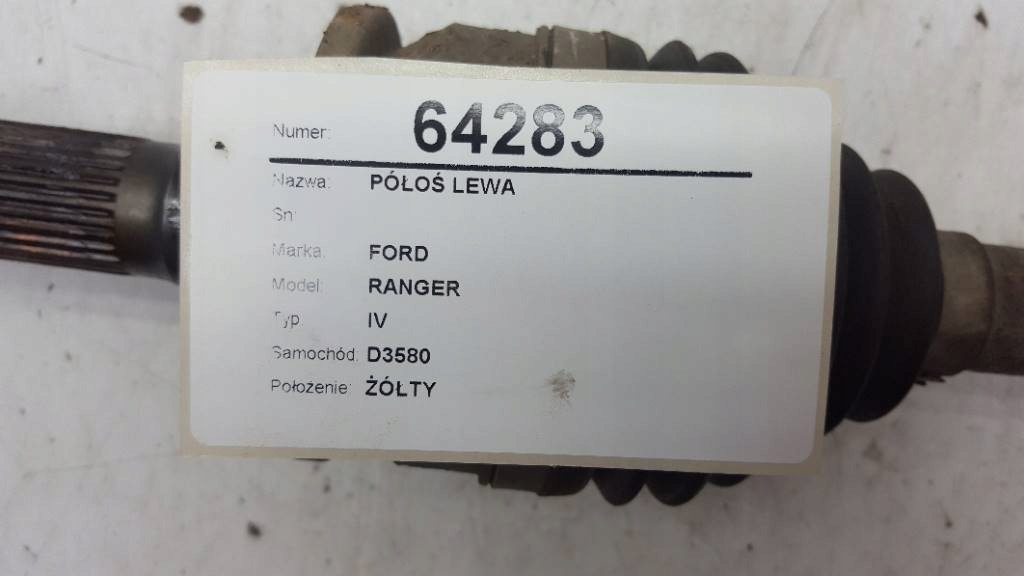 Numer: 64283
Nazwa: PÓŁOŚ LEWA
Sn:
Marka: FORD
Model: RANGER
Typ: IV
Samochód: D3580
Położenie: ŻÓŁTY